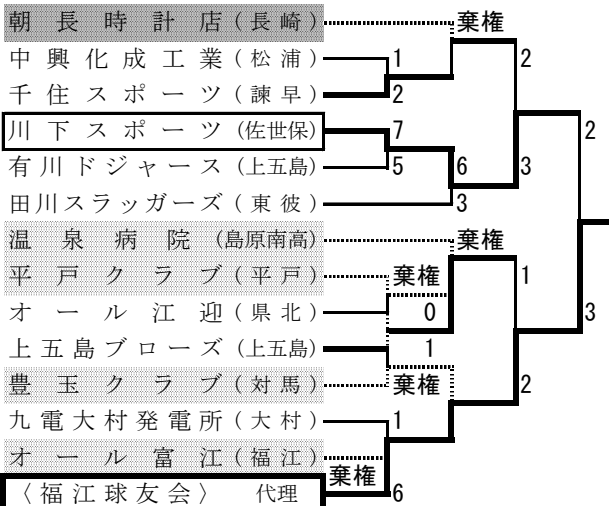 朝長時計店(長崎) 棄権
中興化成工業(松浦) 1 2
千住スポーツ(諫早) 2
川下スポーツ(佐世保) 7 2
有川ドジャース(上五島) 5 6 3
田川スラッガーズ(東彼) 3
温泉病院(島原南高) 棄権
平戸クラブ(平戸) 棄権 1
オール江迎(県北) 0 3
上五島ブローズ(上五島) 1
豊玉クラブ(対馬) 棄権 2
九電大村発電所(大村) 1
オール富江(福江) 棄権
〈福江球友会〉 代理 6